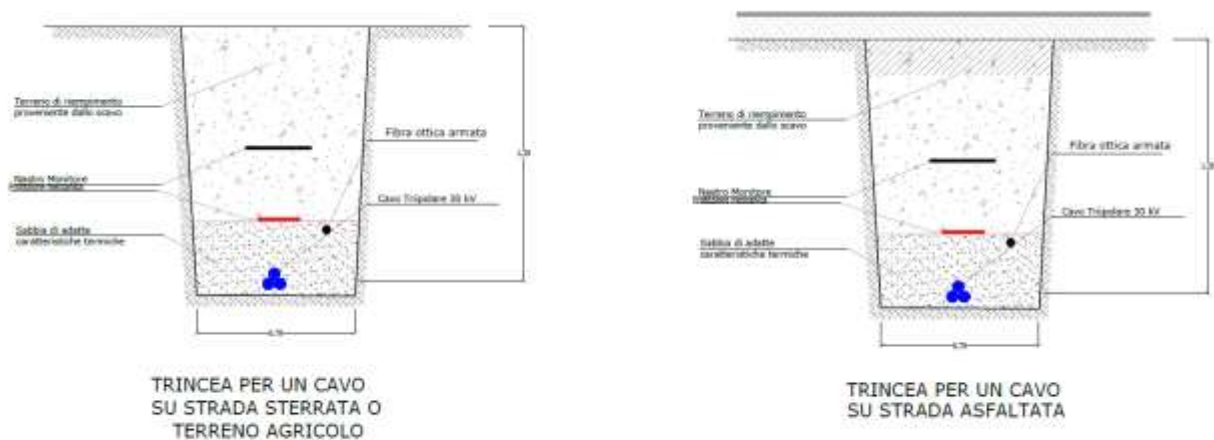 Terreno di riempimento
proveniente dallo scavo
Fibra ottica armata
Nastro Monitore
Cavo Tripolare 30 kV
Sabbia di adatte
caratteristiche termiche
TRINCEA PER UN CAVO
SU STRADA STERRATA O
TERRENO AGRICOLO
Terreno di riempimento
proveniente dallo scavo
Fibra ottica armata
Nastro Monitore
Cavo Tripolare 30 kV
Sabbia di adatte
caratteristiche termiche
TRINCEA PER UN CAVO
SU STRADA ASFALTATA